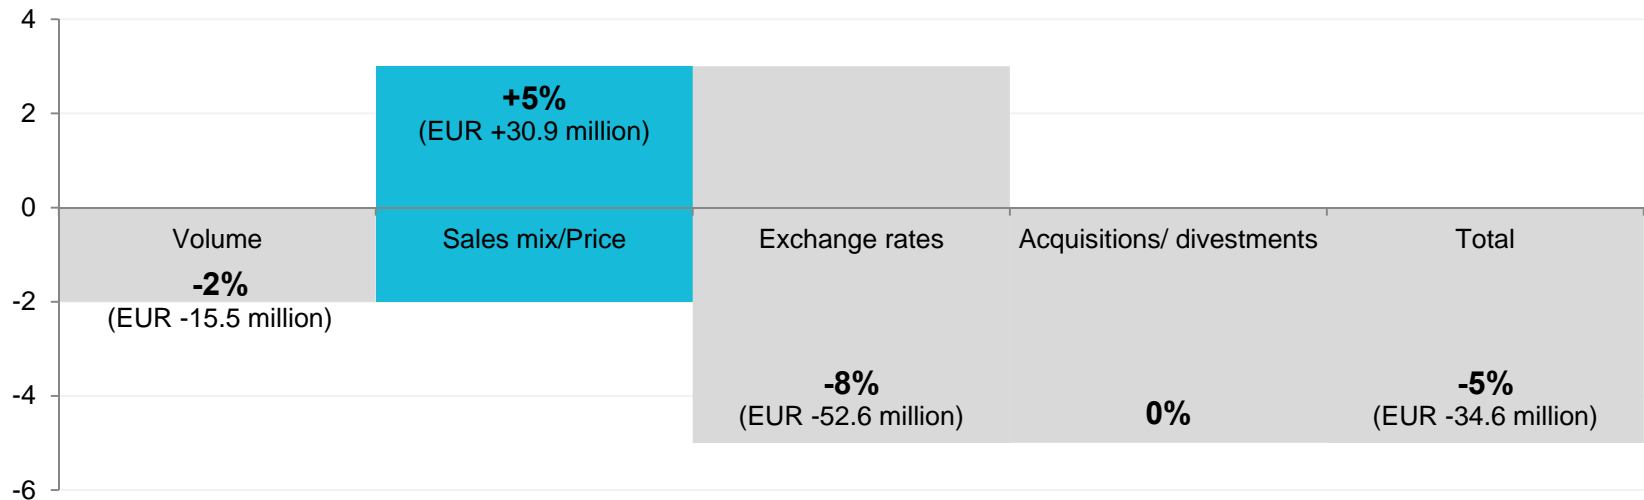 4
2
0
-2
-4
-6
+5%
(EUR +30.9 million)
Volume
Sales mix/Price
Exchange rates
Acquisitions/ divestments
Total
-2%
(EUR -15.5 million)
-8%
(EUR -52.6 million)
0%
-5%
(EUR -34.6 million)